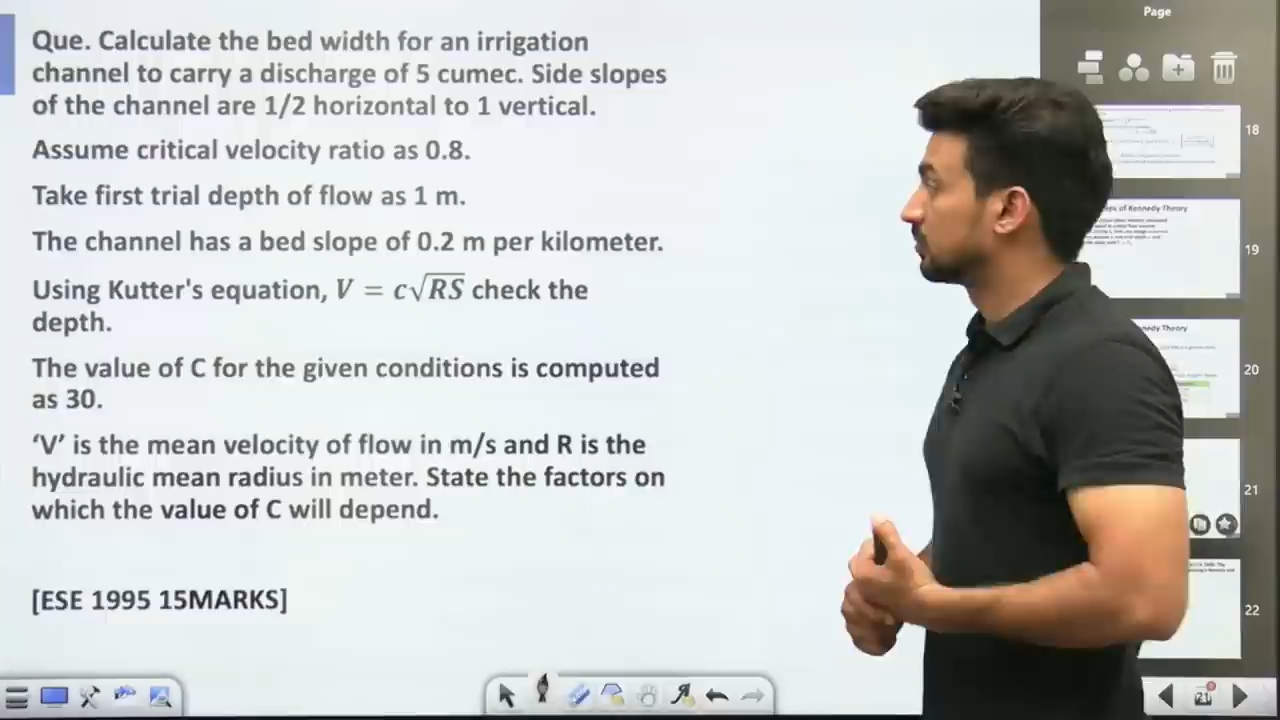 Page
Que. Calculate the bed width for an irrigation
channel to carry a discharge of 5 cumec. Side slopes
of the channel are 1/2 horizontal to 1 vertical.
Assume critical velocity ratio as 0.8.
Take first trial depth of flow as 1 m.
The channel has a bed slope of 0.2 m per kilometer.
Using Kutter's equation, V = c√RS check the
depth.
The value of C for the given conditions is computed
as 30.
‘V’ is the mean velocity of flow in m/s and R is the
hydraulic mean radius in meter. State the factors on
which the value of C will depend.
[ESE 1995 15MARKS]
18
of Kennedy Theory
19
Theory
20
21
22
21